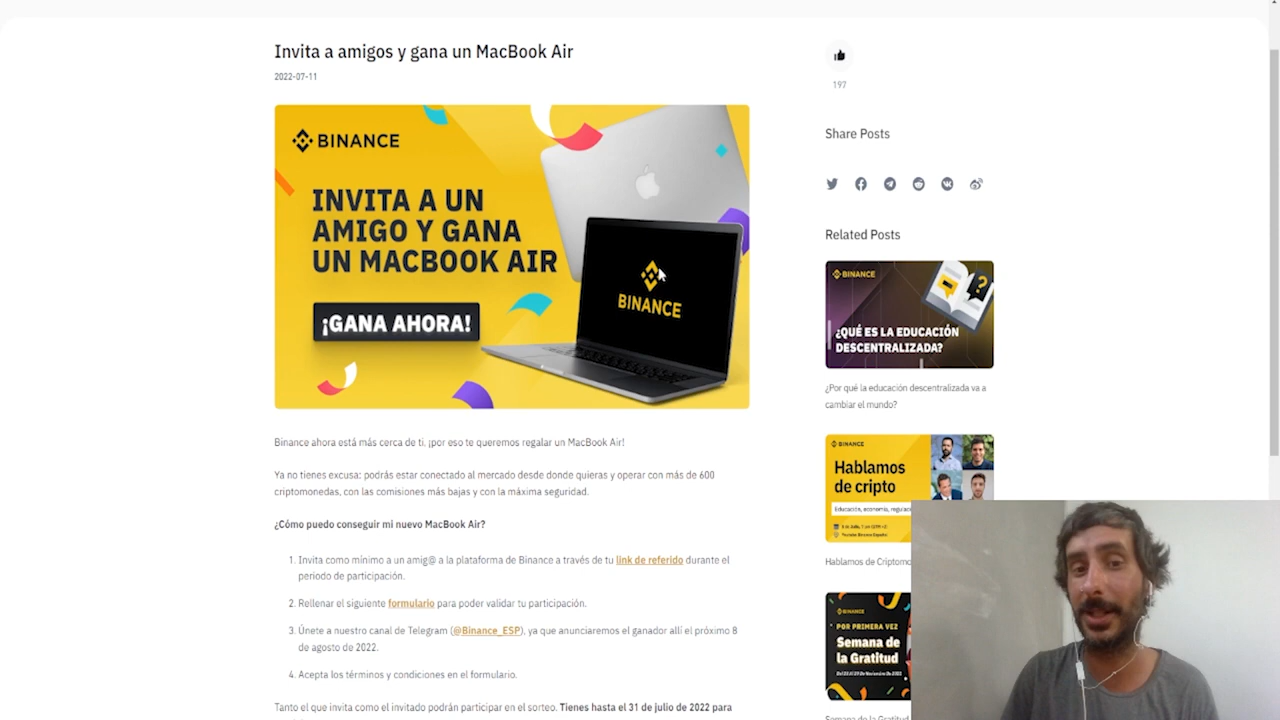 Invita a amigos y gana un MacBook Air
2022-07-11
BINANCE
INVITA A UN
AMIGO Y GANA
UN MACBOOK AIR
¡GANA AHORA!
BINANCE
Binance ahora está más cerca de ti, ¡por eso te queremos regalar un MacBook Air!
Ya no tienes excusa: podrás estar conectado al mercado desde donde quieras y operar con más de 600
criptomonedas, con las comisiones más bajas y con la máxima seguridad.
¿Cómo puedo conseguir mi nuevo MacBook Air?
1. Invita como mínimo a un amig@ a la plataforma de Binance a través de tu link de referido durante el
periodo de participación.
2. Rellenar el siguiente formulario para poder validar tu participación.
3. Únete a nuestro canal de Telegram (@Binance_ESP), ya que anunciaremos el ganador allí el próximo 8
de agosto de 2022.
4. Acepta los términos y condiciones en el formulario.
Tanto el que invita como el invitado podrán participar en el sorteo. Tienes hasta el 31 de julio de 2022 para
197
Share Posts
Related Posts
BINANCE
¿QUÉ ES LA EDUCACIÓN
DESCENTRALIZADA?
¿Por qué la educación descentralizada va a
cambiar el mundo?
BINANCE
Hablamos
de cripto
Educación, economía, regulac
Hablamos de Criptomo
BINANCE
POR PRIMERA VEZ
Semana de
la Gratitud
Semana de la Gratitud